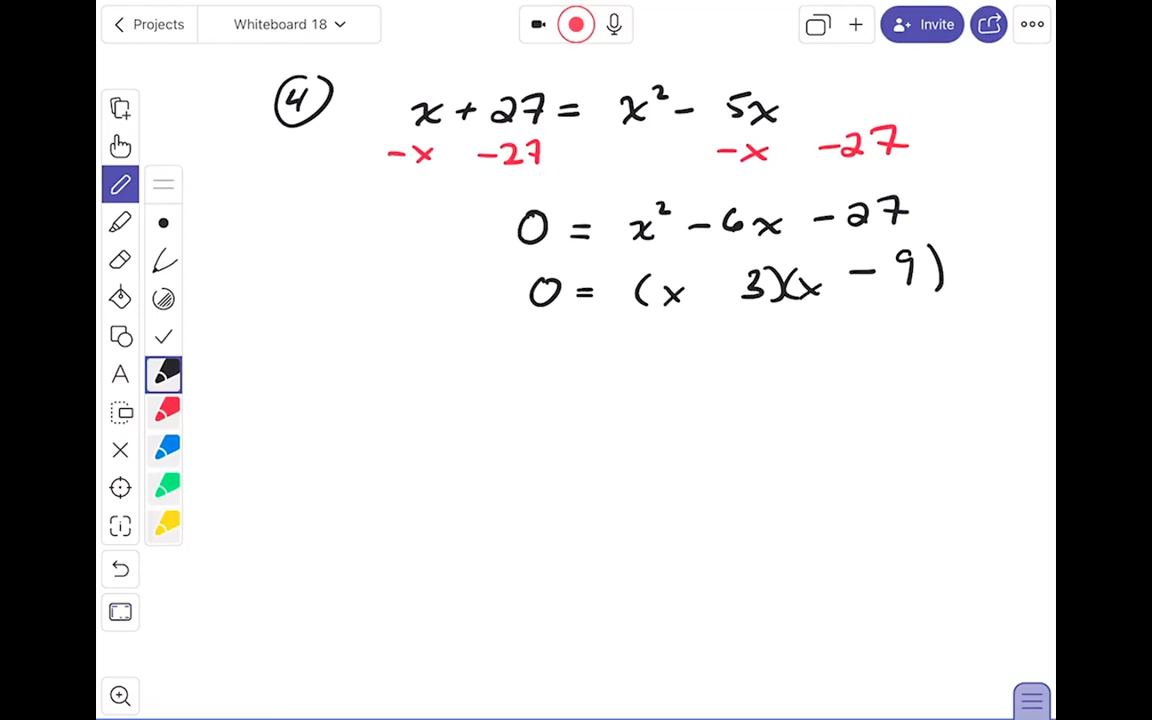 Projects
Whiteboard 18
Invite
④ x + 27 = x² - 5x
-x -27 -x -27
0 = x² - 6x - 27
0 = (x 3)(x - 9)
A